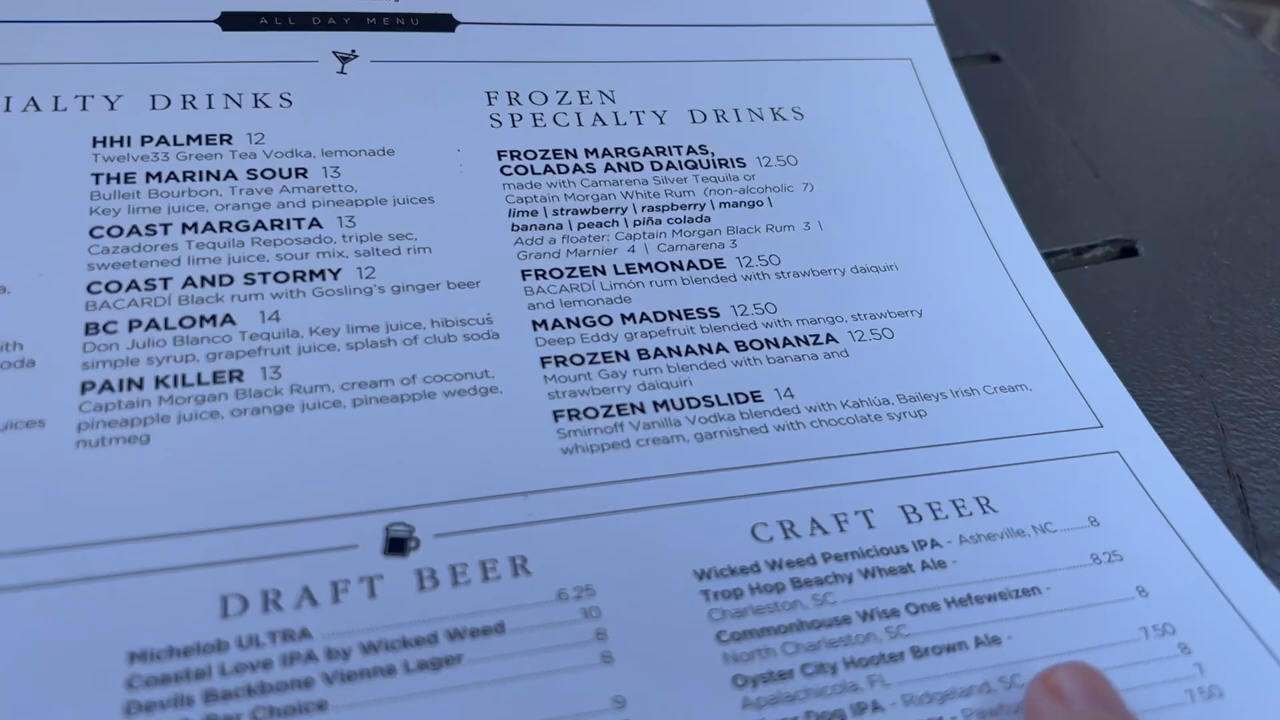 ALL DAY MENU
IALTY DRINKS
HHI PALMER 12
Twelve33 Green Tea Vodka, lemonade
THE MARINA SOUR 13
Bulleit Bourbon, Trave Amaretto,
Key lime juice, orange and pineapple juices
COAST MARGARITA 13
Cazadores Tequila Reposado, triple sec,
sweetened lime juice, sour mix, salted rim
COAST AND STORMY 12
BACARDÍ Black rum with Gosling's ginger beer
BC PALOMA 14
Don Julio Blanco Tequila, Key lime juice, hibiscus
simple syrup, grapefruit juice, splash of club soda
PAIN KILLER 13
Captain Morgan Black Rum, cream of coconut,
pineapple juice, orange juice, pineapple wedge,
nutmeg
a.
ith
oda
uices
FROZEN
SPECIALTY DRINKS
FROZEN MARGARITAS,
COLADAS AND DAIQUIRIS 12.50
made with Camarena Silver Tequila or
Captain Morgan White Rum (non-alcoholic 7)
lime | strawberry | raspberry | mango |
banana | peach | piña colada
Add a floater: Captain Morgan Black Rum 3 |
Grand Marnier 4 | Camarena 3
FROZEN LEMONADE 12.50
BACARDÍ Limón rum blended with strawberry daiquiri
and lemonade
MANGO MADNESS 12.50
Deep Eddy grapefruit blended with mango, strawberry
FROZEN BANANA BONANZA 12.50
Mount Gay rum blended with banana and
strawberry daiquiri
FROZEN MUDSLIDE 14
Smirnoff Vanilla Vodka blended with Kahlúa, Baileys Irish Cream,
whipped cream, garnished with chocolate syrup
DRAFT BEER
Michelob ULTRA 6.25
Coastal Love IPA by Wicked Weed 10
Devils Backbone Vienna Lager 8
Choice 8
9
CRAFT BEER
Wicked Weed Pernicious IPA - Asheville, NC 8
Trop Hop Beachy Wheat Ale -
Charleston, SC 8.25
Commonhouse Wise One Hefeweizen -
North Charleston, SC 8
Oyster City Hooter Brown Ale -
Apalachicola, FL 7.50
Dog IPA - Ridgeland, SC 8
7
7.50